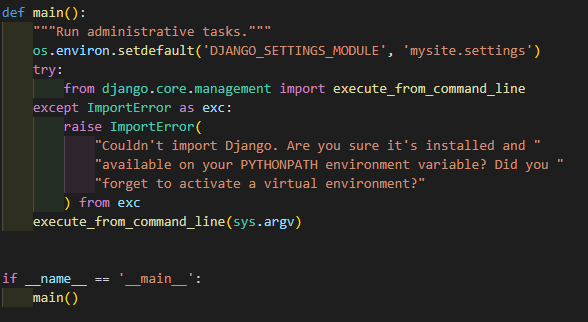 def main():
    """Run administrative tasks."""
    os.environ.setdefault('DJANGO_SETTINGS_MODULE', 'mysite.settings')
    try:
        from django.core.management import execute_from_command_line
    except ImportError as exc:
        raise ImportError(
            "Couldn't import Django. Are you sure it's installed and "
            "available on your PYTHONPATH environment variable? Did you "
            "forget to activate a virtual environment?"
        ) from exc
    execute_from_command_line(sys.argv)
if __name__ == '__main__':
    main()